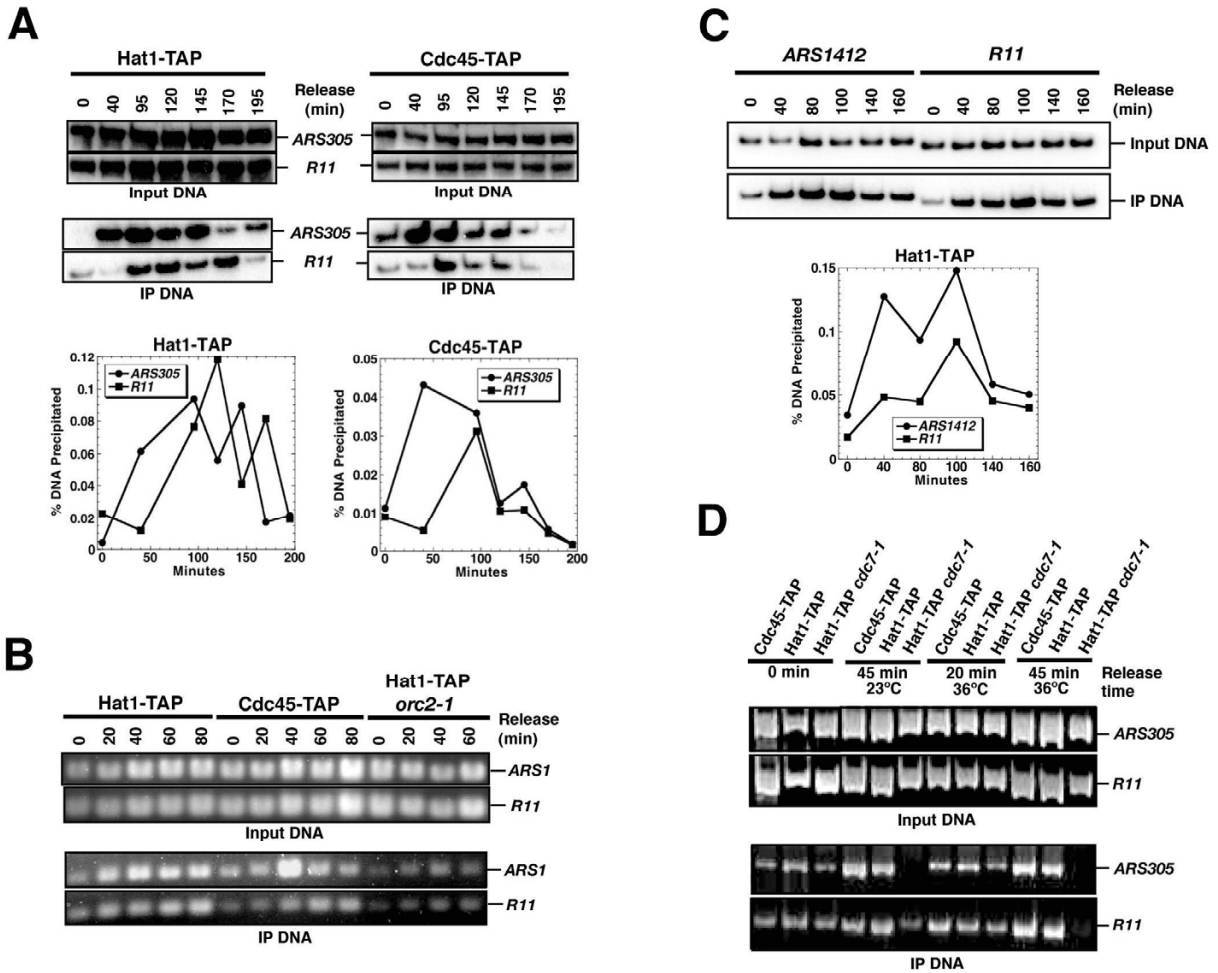 A
Hat1-TAP
Cdc45-TAP
0 40 95 120 145 170 195 Release (min) 0 40 95 120 145 170 195
ARS305
R11
Input DNA Input DNA
ARS305
R11
IP DNA IP DNA
Hat1-TAP
ARS305
R11
% DNA Precipitated
0.12
0.1
0.08
0.06
0.04
0.02
0
0 50 100 150 200
Minutes
Cdc45-TAP
ARS305
R11
% DNA Precipitated
0.05
0.04
0.03
0.02
0.01
0
0 50 100 150 200
Minutes
B
Hat1-TAP Cdc45-TAP Hat1-TAP orc2-1
0 20 40 60 80 0 20 40 60 80 0 20 40 60 Release (min)
ARS1
R11
Input DNA
ARS1
R11
IP DNA
C
ARS1412 R11
0 40 80 100 140 160 0 40 80 100 140 160 Release (min)
Input DNA
IP DNA
Hat1-TAP
% DNA Precipitated
0.15
0.1
0.05
0
ARS1412
R11
0 40 80 100 140 160
Minutes
D
Cdc45-TAP Hat1-TAP Hat1-TAP cdc7-1 Cdc45-TAP Hat1-TAP Hat1-TAP cdc7-1 Cdc45-TAP Hat1-TAP Hat1-TAP cdc7-1 Cdc45-TAP Hat1-TAP Hat1-TAP cdc7-1
0 min 45 min 20 min 45 min Release
23ºC 36ºC 36ºC time
ARS305
R11
Input DNA
ARS305
R11
IP DNA